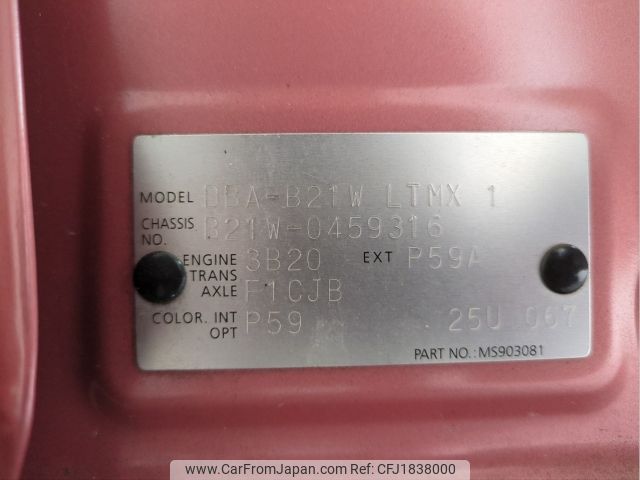 MODEL DBA-B21W LTMX 1
CHASSIS NO. B21W-0459316
ENGINE 3B20 EXT P59A
TRANS AXLE F1CJB
COLOR. INT OPT P59 25U 067
PART NO.: MS903081
www.CarFromJapan.com | Ref No. CFJ1838000